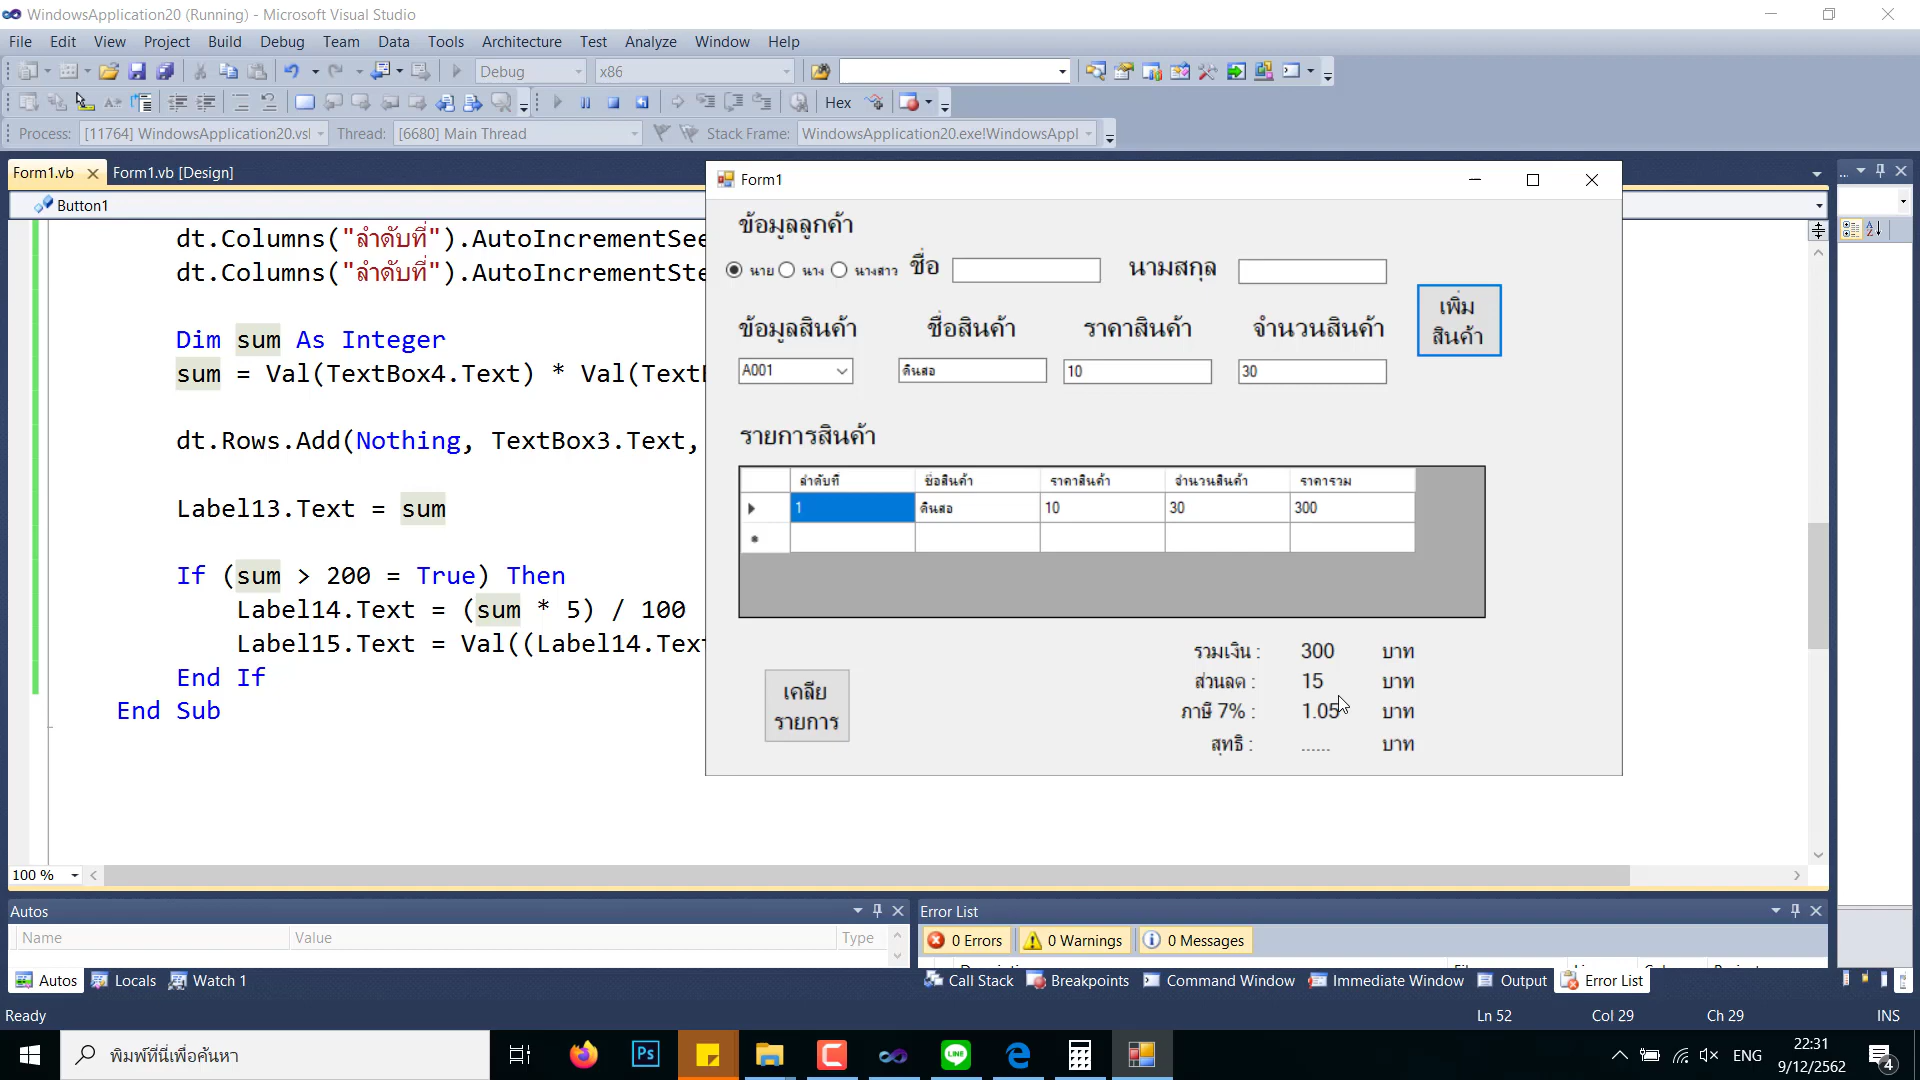 WindowsApplication20 (Running) - Microsoft Visual Studio
File Edit View Project Build Debug Team Data Tools Architecture Test Analyze Window Help
Debug x86
Hex
Process: [11764] WindowsApplication20.vsl Thread: [6680] Main Thread Stack Frame: WindowsApplication20.exe!WindowsAppl
Form1.vb Form1.vb [Design]
Button1
dt.Columns("ลำดับที่").AutoIncrementSee
dt.Columns("ลำดับที่").AutoIncrementSte
Dim sum As Integer
sum = Val(TextBox4.Text) * Val(TextB
dt.Rows.Add(Nothing, TextBox3.Text,
Label13.Text = sum
If (sum > 200 = True) Then
Label14.Text = (sum * 5) / 100
Label15.Text = Val((Label14.Text
End If
End Sub
Form1
ข้อมูลลูกค้า
นาย นาง นางสาว ชื่อ นามสกุล
เพิ่ม
สินค้า
ข้อมูลสินค้า ชื่อสินค้า ราคาสินค้า จำนวนสินค้า
A001 ดินสอ 10 30
รายการสินค้า
ลำดับที่ ชื่อสินค้า ราคาสินค้า จำนวนสินค้า ราคารวม
1 ดินสอ 10 30 300
รวมเงิน : 300 บาท
ส่วนลด : 15 บาท
ภาษี 7% : 1.05 บาท
สุทธิ : ...... บาท
เคลีย
รายการ
100 %
Autos
Name Value Type
Error List
0 Errors 0 Warnings 0 Messages
Autos Locals Watch 1
Call Stack Breakpoints Command Window Immediate Window Output Error List
Ready Ln 52 Col 29 Ch 29 INS
พิมพ์ที่นี่เพื่อค้นหา
Ps
LINE
ENG
22:31
9/12/2562
4